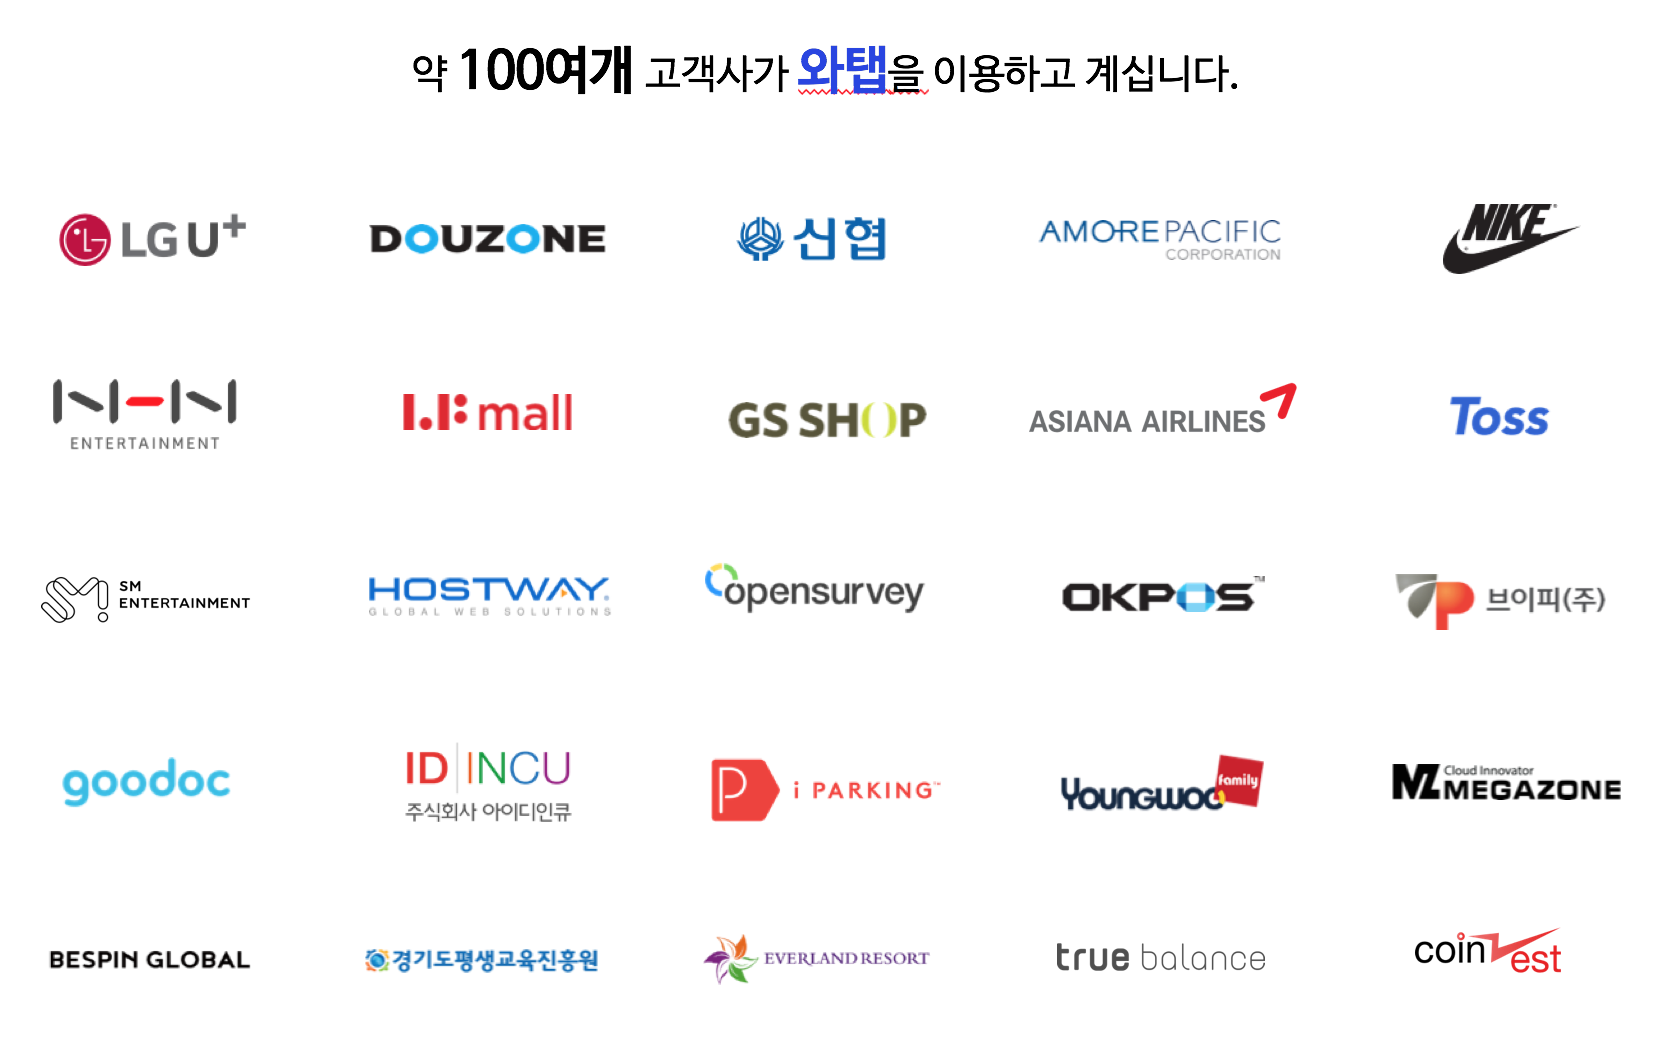 약 100여개 고객사가 와탭을 이용하고 계십니다.
LG U+
DOUZONE
신협
AMOREPACIFIC
CORPORATION
NIKE
NHN
ENTERTAINMENT
LF mall
GS SHOP
ASIANA AIRLINES
Toss
SM
ENTERTAINMENT
HOSTWAY®
GLOBAL WEB SOLUTIONS
opensurvey
OKPOS™
VP 브이피(주)
goodoc
ID INCU
주식회사 아이디인큐
P i PARKING™
YOUNGWOO family
MZ Cloud Innovator
MEGAZONE
BESPIN GLOBAL
경기도평생교육진흥원
EVERLAND RESORT
true balance
coinVest